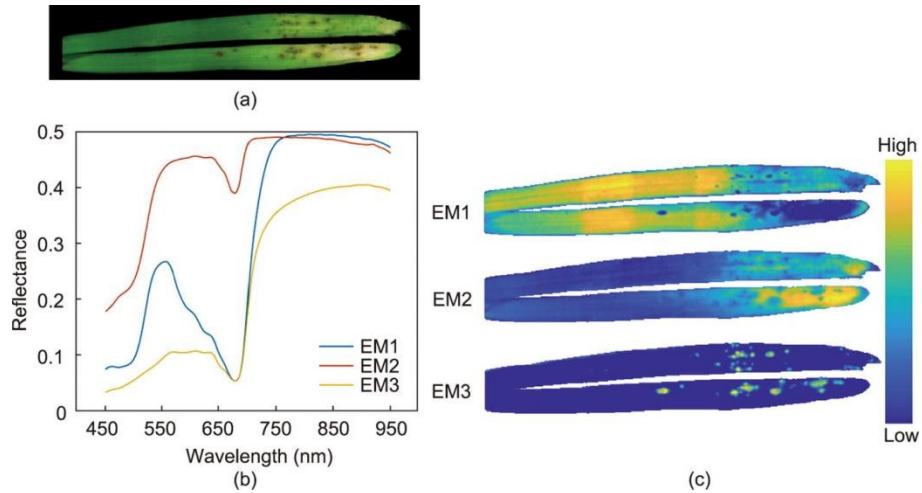 (a)
0.5
0.4
0.3
0.2
0.1
0
Reflectance
450
550
650
750
850
950
Wavelength (nm)
EM1
EM2
EM3
(b)
EM1
EM2
EM3
High
Low
(c)